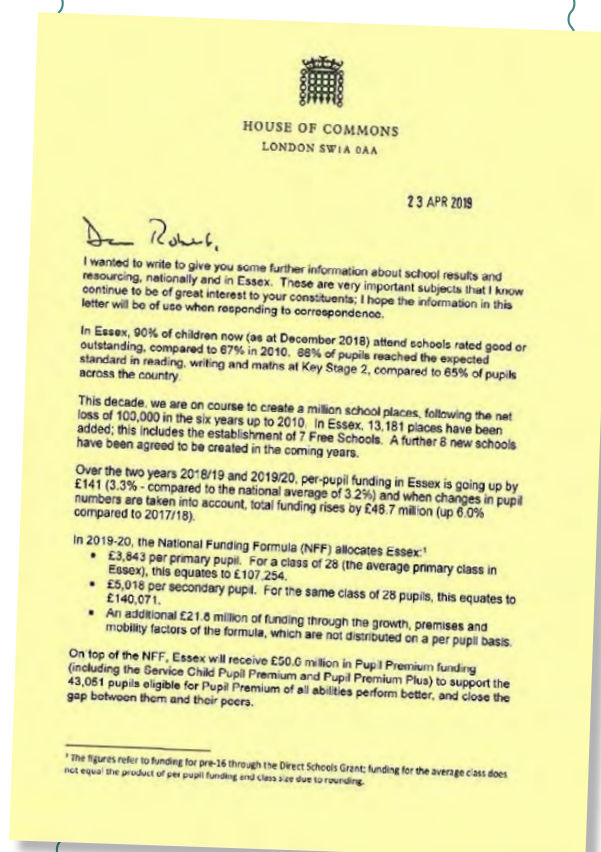 HOUSE OF COMMONS
LONDON SW1A 0AA
23 APR 2019
Dear Robert,
I wanted to write to give you some further information about school results and
resourcing, nationally and in Essex. These are very important subjects that I know
continue to be of great interest to your constituents; I hope the information in this
letter will be of use when responding to correspondence.
In Essex, 90% of children now (as at December 2018) attend schools rated good or
outstanding, compared to 67% in 2010. 66% of pupils reached the expected
standard in reading, writing and maths at Key Stage 2, compared to 65% of pupils
across the country.
This decade, we are on course to create a million school places, following the net
loss of 100,000 in the six years up to 2010. In Essex, 13,181 places have been
added; this includes the establishment of 7 Free Schools. A further 8 new schools
have been agreed to be created in the coming years.
Over the two years 2018/19 and 2019/20, per-pupil funding in Essex is going up by
£141 (3.3% - compared to the national average of 3.2%) and when changes in pupil
numbers are taken into account, total funding rises by £48.7 million (up 6.0%
compared to 2017/18).
In 2019-20, the National Funding Formula (NFF) allocates Essex:¹
• £3,843 per primary pupil. For a class of 28 (the average primary class in
Essex), this equates to £107,254.
• £5,018 per secondary pupil. For the same class of 28 pupils, this equates to
£140,071.
• An additional £21.6 million of funding through the growth, premises and
mobility factors of the formula, which are not distributed on a per pupil basis.
On top of the NFF, Essex will receive £50.6 million in Pupil Premium funding
(including the Service Child Pupil Premium and Pupil Premium Plus) to support the
43,051 pupils eligible for Pupil Premium of all abilities perform better, and close the
gap between them and their peers.
¹ The figures refer to funding for pre-16 through the Direct Schools Grant; funding for the average class does
not equal the product of per pupil funding and class size due to rounding.